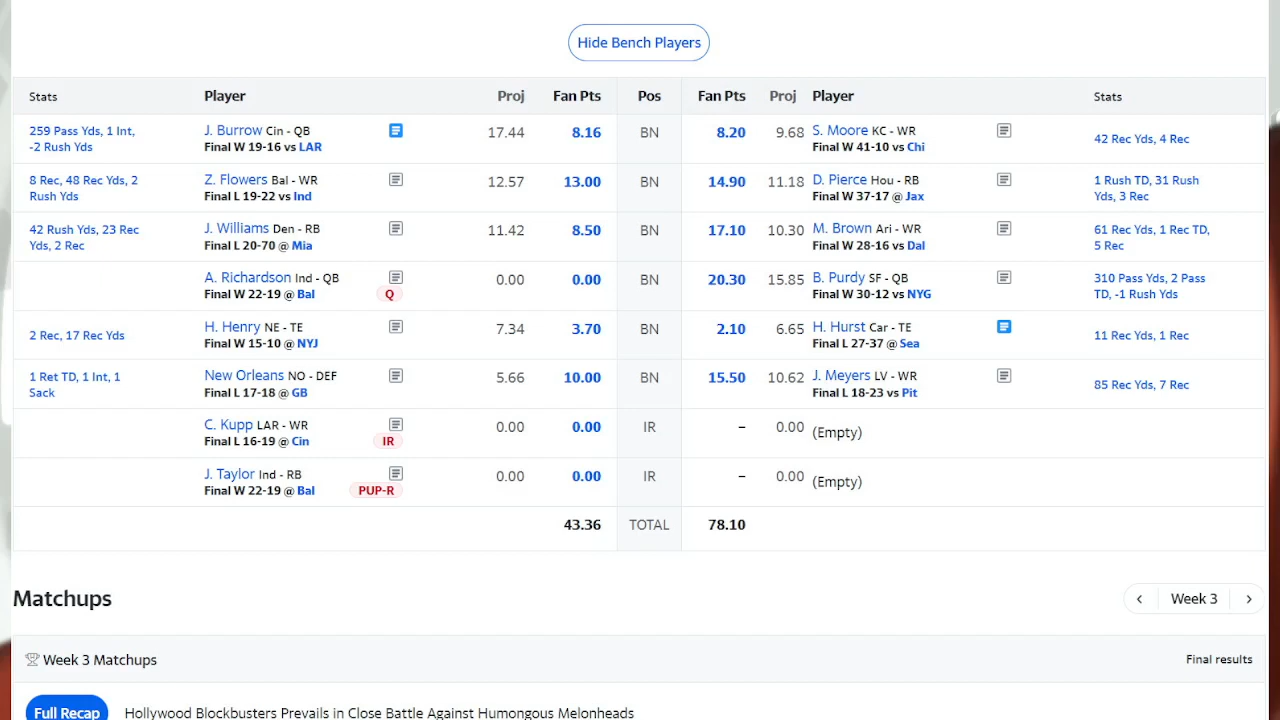 Hide Bench Players
Stats Player Proj Fan Pts Pos Fan Pts Proj Player Stats
259 Pass Yds, 1 Int, J. Burrow Cin - QB 17.44 8.16 BN 8.20 9.68 S. Moore KC - WR 42 Rec Yds, 4 Rec
-2 Rush Yds Final W 19-16 vs LAR Final W 41-10 vs Chi
8 Rec, 48 Rec Yds, 2 Z. Flowers Bal - WR 12.57 13.00 BN 14.90 11.18 D. Pierce Hou - RB 1 Rush TD, 31 Rush
Rush Yds Final L 19-22 vs Ind Final W 37-17 @ Jax Yds, 3 Rec
42 Rush Yds, 23 Rec J. Williams Den - RB 11.42 8.50 BN 17.10 10.30 M. Brown Ari - WR 61 Rec Yds, 1 Rec TD,
Yds, 2 Rec Final L 20-70 @ Mia Final W 28-16 vs Dal 5 Rec
A. Richardson Ind - QB 0.00 0.00 BN 20.30 15.85 B. Purdy SF - QB 310 Pass Yds, 2 Pass
Final W 22-19 @ Bal Q Final W 30-12 vs NYG TD, -1 Rush Yds
2 Rec, 17 Rec Yds H. Henry NE - TE 7.34 3.70 BN 2.10 6.65 H. Hurst Car - TE 11 Rec Yds, 1 Rec
Final W 15-10 @ NYJ Final L 27-37 @ Sea
1 Ret TD, 1 Int, 1 New Orleans NO - DEF 5.66 10.00 BN 15.50 10.62 J. Meyers LV - WR 85 Rec Yds, 7 Rec
Sack Final L 17-18 @ GB Final L 18-23 vs Pit
C. Kupp LAR - WR 0.00 0.00 IR – 0.00 (Empty)
Final L 16-19 @ Cin IR
J. Taylor Ind - RB 0.00 0.00 IR – 0.00 (Empty)
Final W 22-19 @ Bal PUP-R
43.36 TOTAL 78.10
Matchups Week 3
Week 3 Matchups Final results
Full Recap Hollywood Blockbusters Prevails in Close Battle Against Humongous Melonheads